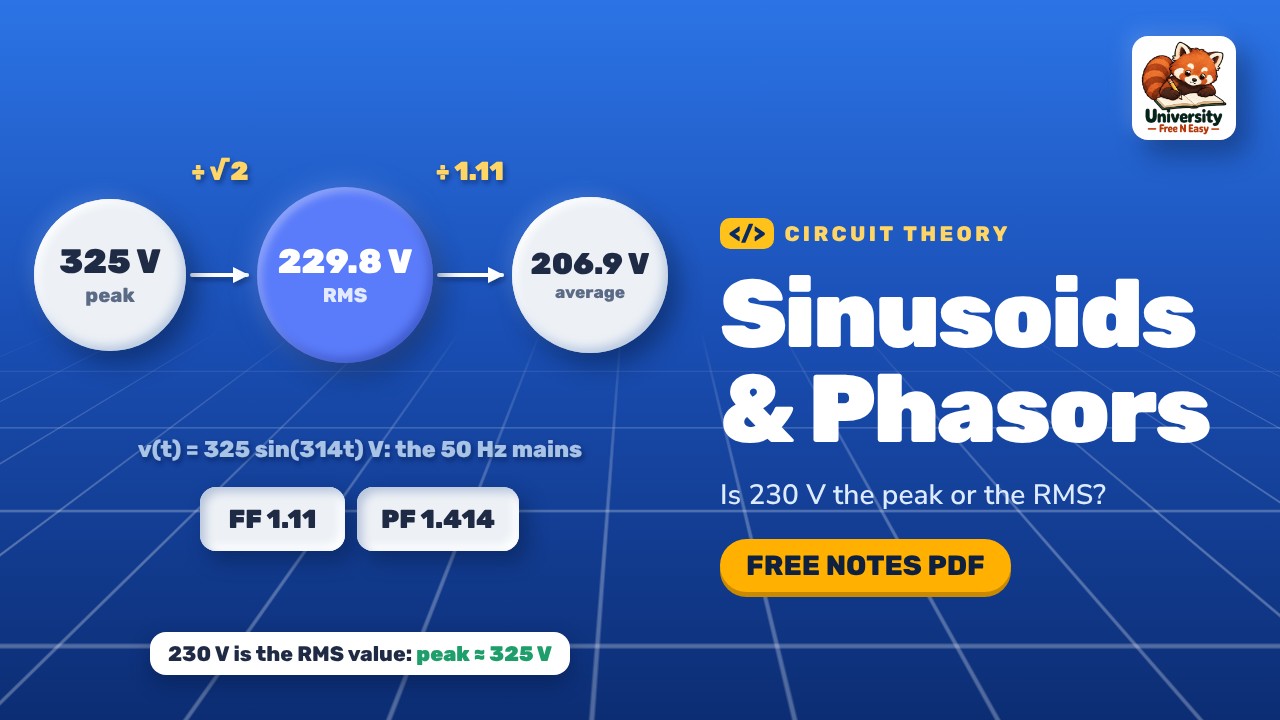 University
Free N Easy
÷ √2
÷ 1.11
325 V
peak
229.8 V
RMS
206.9 V
average
v(t) = 325 sin(314t) V: the 50 Hz mains
FF 1.11
PF 1.414
230 V is the RMS value: peak ≈ 325 V
</> CIRCUIT THEORY
Sinusoids
& Phasors
Is 230 V the peak or the RMS?
FREE NOTES PDF